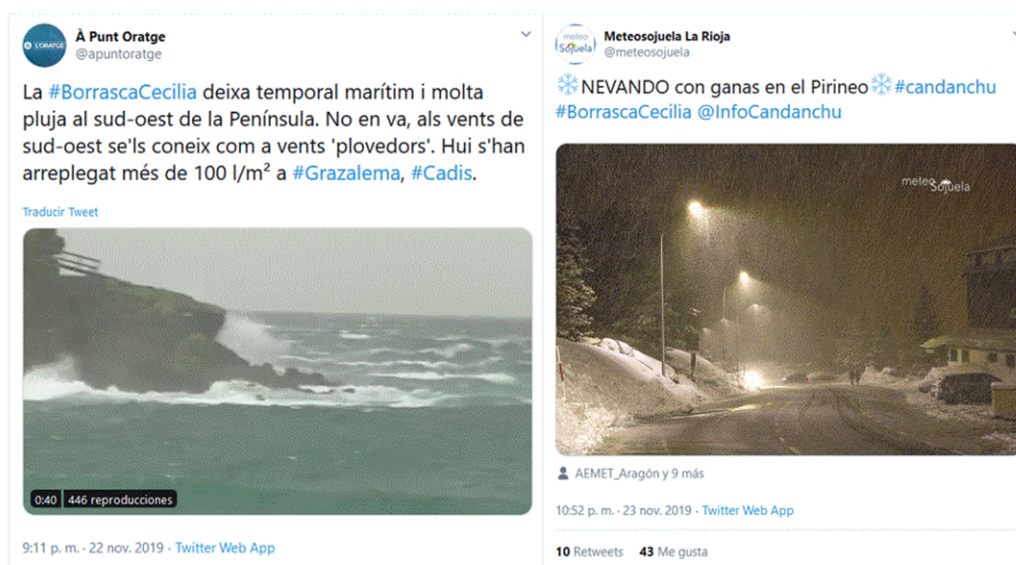 À Punt Oratge
@apuntoratge
La #BorrascaCecilia deixa temporal marítim i molta
pluja al sud-oest de la Península. No en va, als vents de
sud-oest se'ls coneix com a vents 'plovedors'. Hui s'han
arreplegat més de 100 l/m² a #Grazalema, #Cadis.
Traducir Tweet
0:40 446 reproducciones
9:11 p. m. · 22 nov. 2019 · Twitter Web App
L'ORATGE
Meteosojuela La Rioja
@meteosojuela
❄NEVANDO con ganas en el Pirineo❄#candanchu
#BorrascaCecilia @InfoCandanchu
meteo Sojuela
AEMET_Aragón y 9 más
10:52 p. m. · 23 nov. 2019 · Twitter Web App
10 Retweets 43 Me gusta
meteo
Sojuela